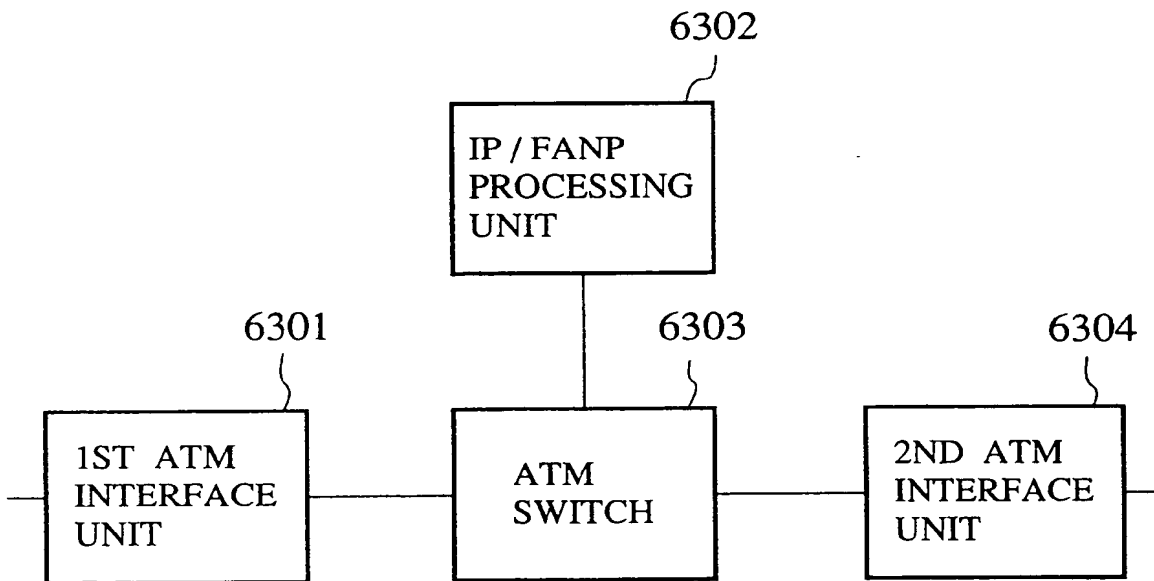 6302
IP / FANP
PROCESSING
UNIT
6301
6303
6304
1ST ATM
INTERFACE
UNIT
ATM
SWITCH
2ND ATM
INTERFACE
UNIT